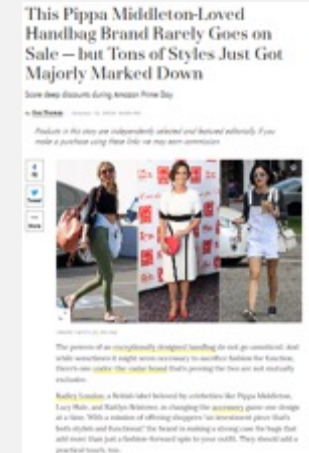 This Pippa Middleton-Loved
Handbag Brand Rarely Goes on
Sale — but Tons of Styles Just Got
Majorly Marked Down
Score deep discounts during Amazon Prime Day
By
Products in this story are independently selected and featured editorially. If you
make a purchase using these links we may earn commission.
Tweet
More
The powers of an exceptionally designed handbag do not go unnoticed. And
while sometimes it might seem necessary to sacrifice fashion for function,
there's one under-the-radar brand that's proving the two are not mutually
exclusive.
Radley London, a British label beloved by celebrities like Pippa Middleton,
Lucy Hale, and Kaitlyn Bristowe, is changing the accessory game one design
at a time. With a mission of offering shoppers "an investment piece that's
both stylish and functional," the brand is making a strong case for bags that
add more than just a fashion-forward spin to your outfit. They should add a
practical touch, too.